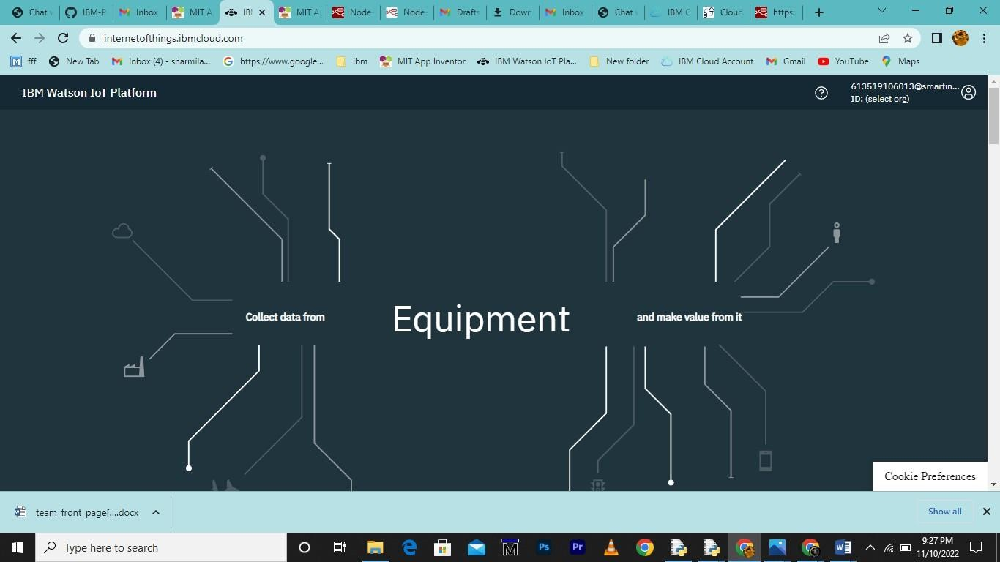 Chat w
IBM-P
Inbox
MIT A
IBI
MIT A
Node-
Node-
Drafts
Down
Inbox
Chat w
IBM C
Cloud
https:
internetofthings.ibmcloud.com
fff
New Tab
Inbox (4) - sharmila...
https://www.google...
ibm
MIT App Inventor
IBM Watson IoT Pla...
New folder
IBM Cloud Account
Gmail
YouTube
Maps
IBM Watson IoT Platform
613519106013@smartin...
ID: (select org)
Collect data from
Equipment
and make value from it
Cookie Preferences
team_front_page[....docx
Show all
Type here to search
Ps
Pr
9:27 PM
11/10/2022